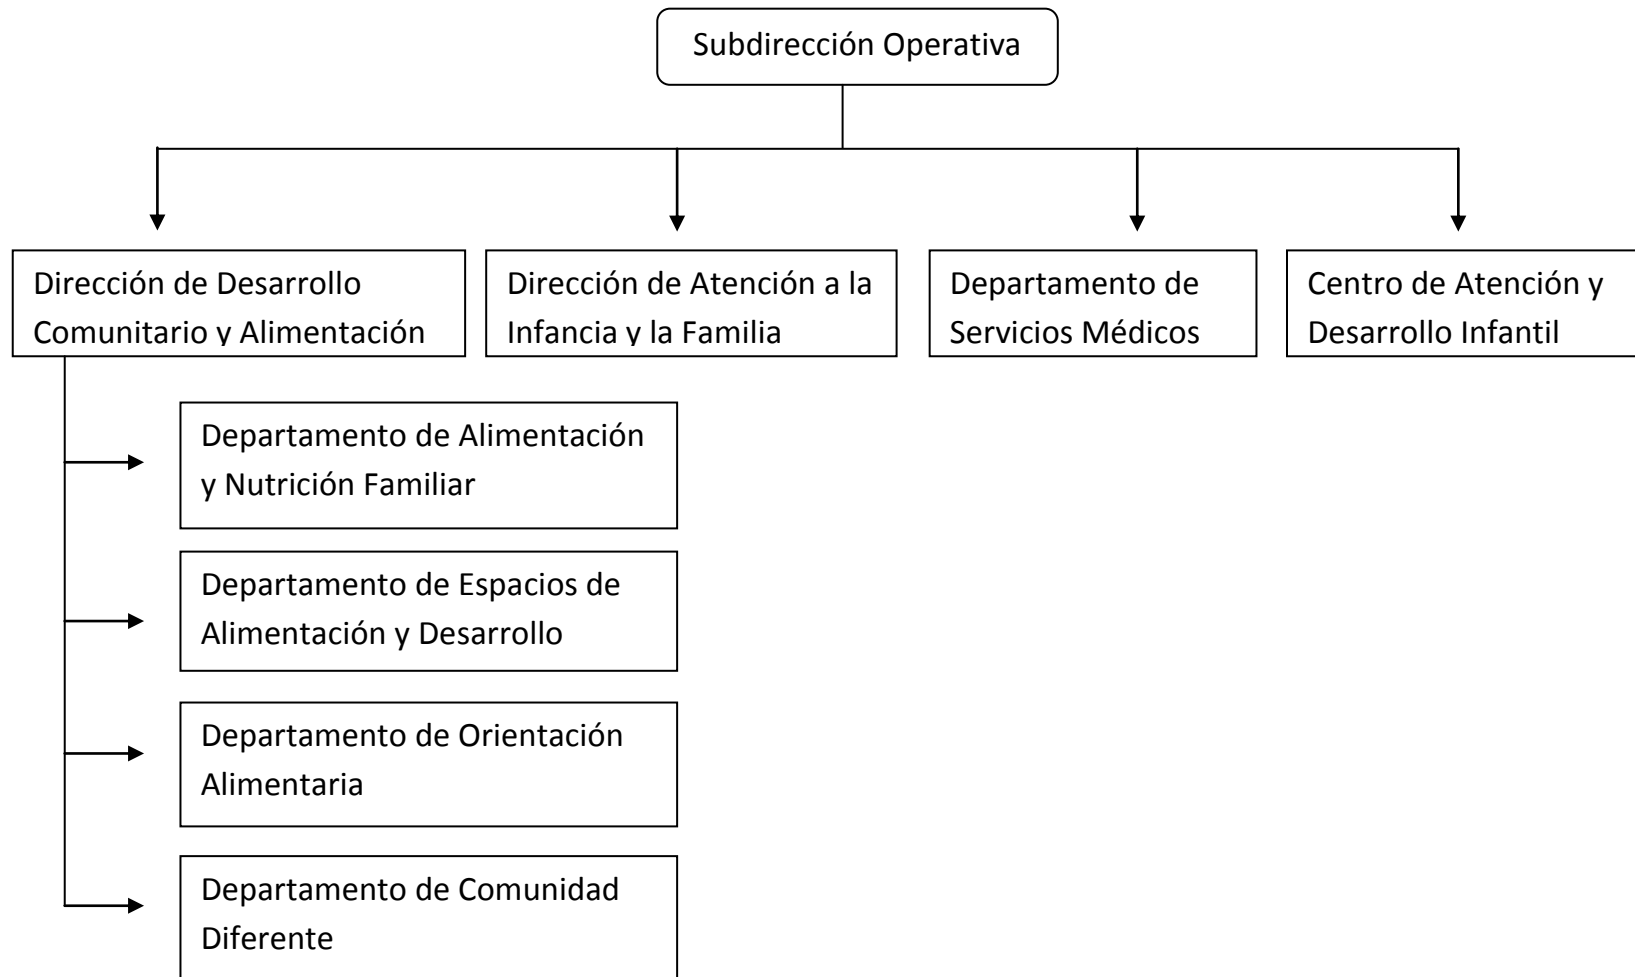 Subdirección Operativa
Dirección de Desarrollo
Comunitario y Alimentación
Dirección de Atención a la
Infancia y la Familia
Departamento de
Servicios Médicos
Centro de Atención y
Desarrollo Infantil
Departamento de Alimentación
y Nutrición Familiar
Departamento de Espacios de
Alimentación y Desarrollo
Departamento de Orientación
Alimentaria
Departamento de Comunidad
Diferente